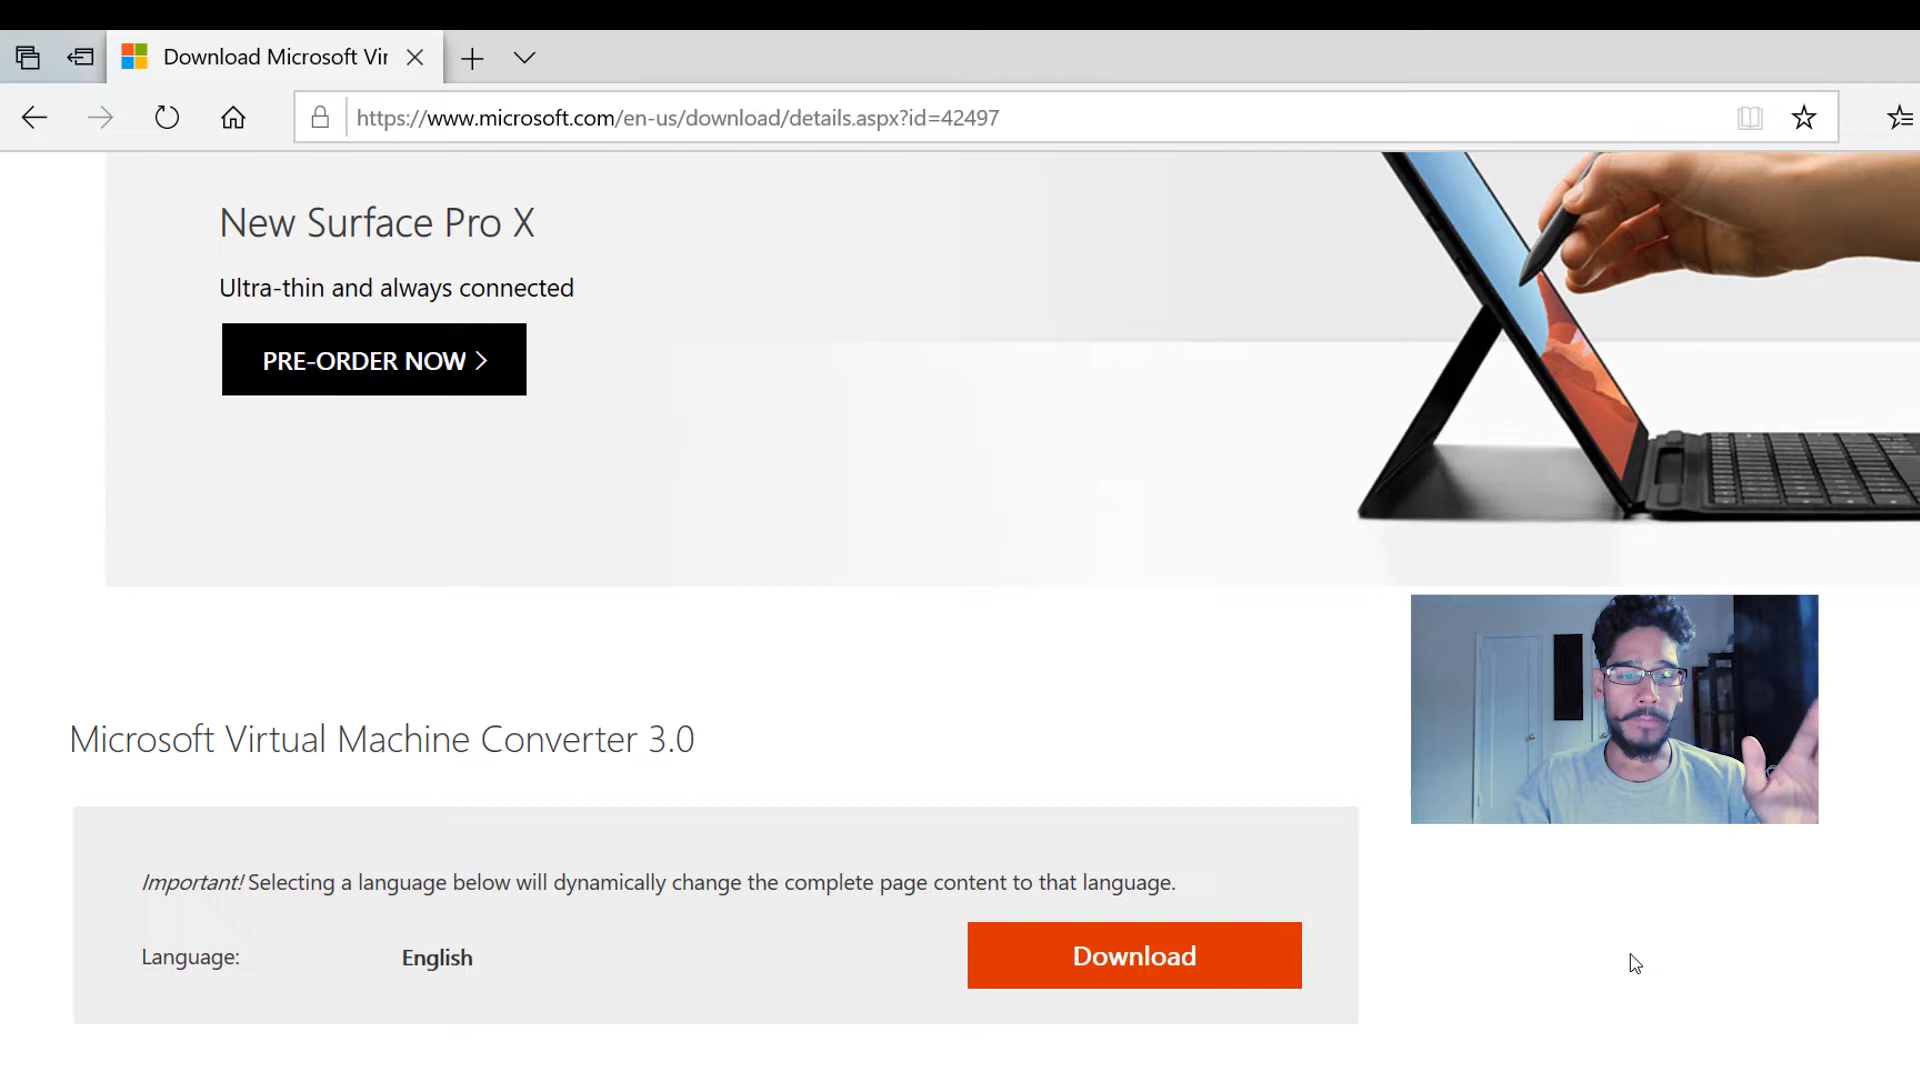 Download Microsoft Vir
https://www.microsoft.com/en-us/download/details.aspx?id=42497
New Surface Pro X
Ultra-thin and always connected
PRE-ORDER NOW >
Microsoft Virtual Machine Converter 3.0
Important! Selecting a language below will dynamically change the complete page content to that language.
Language:
English
Download